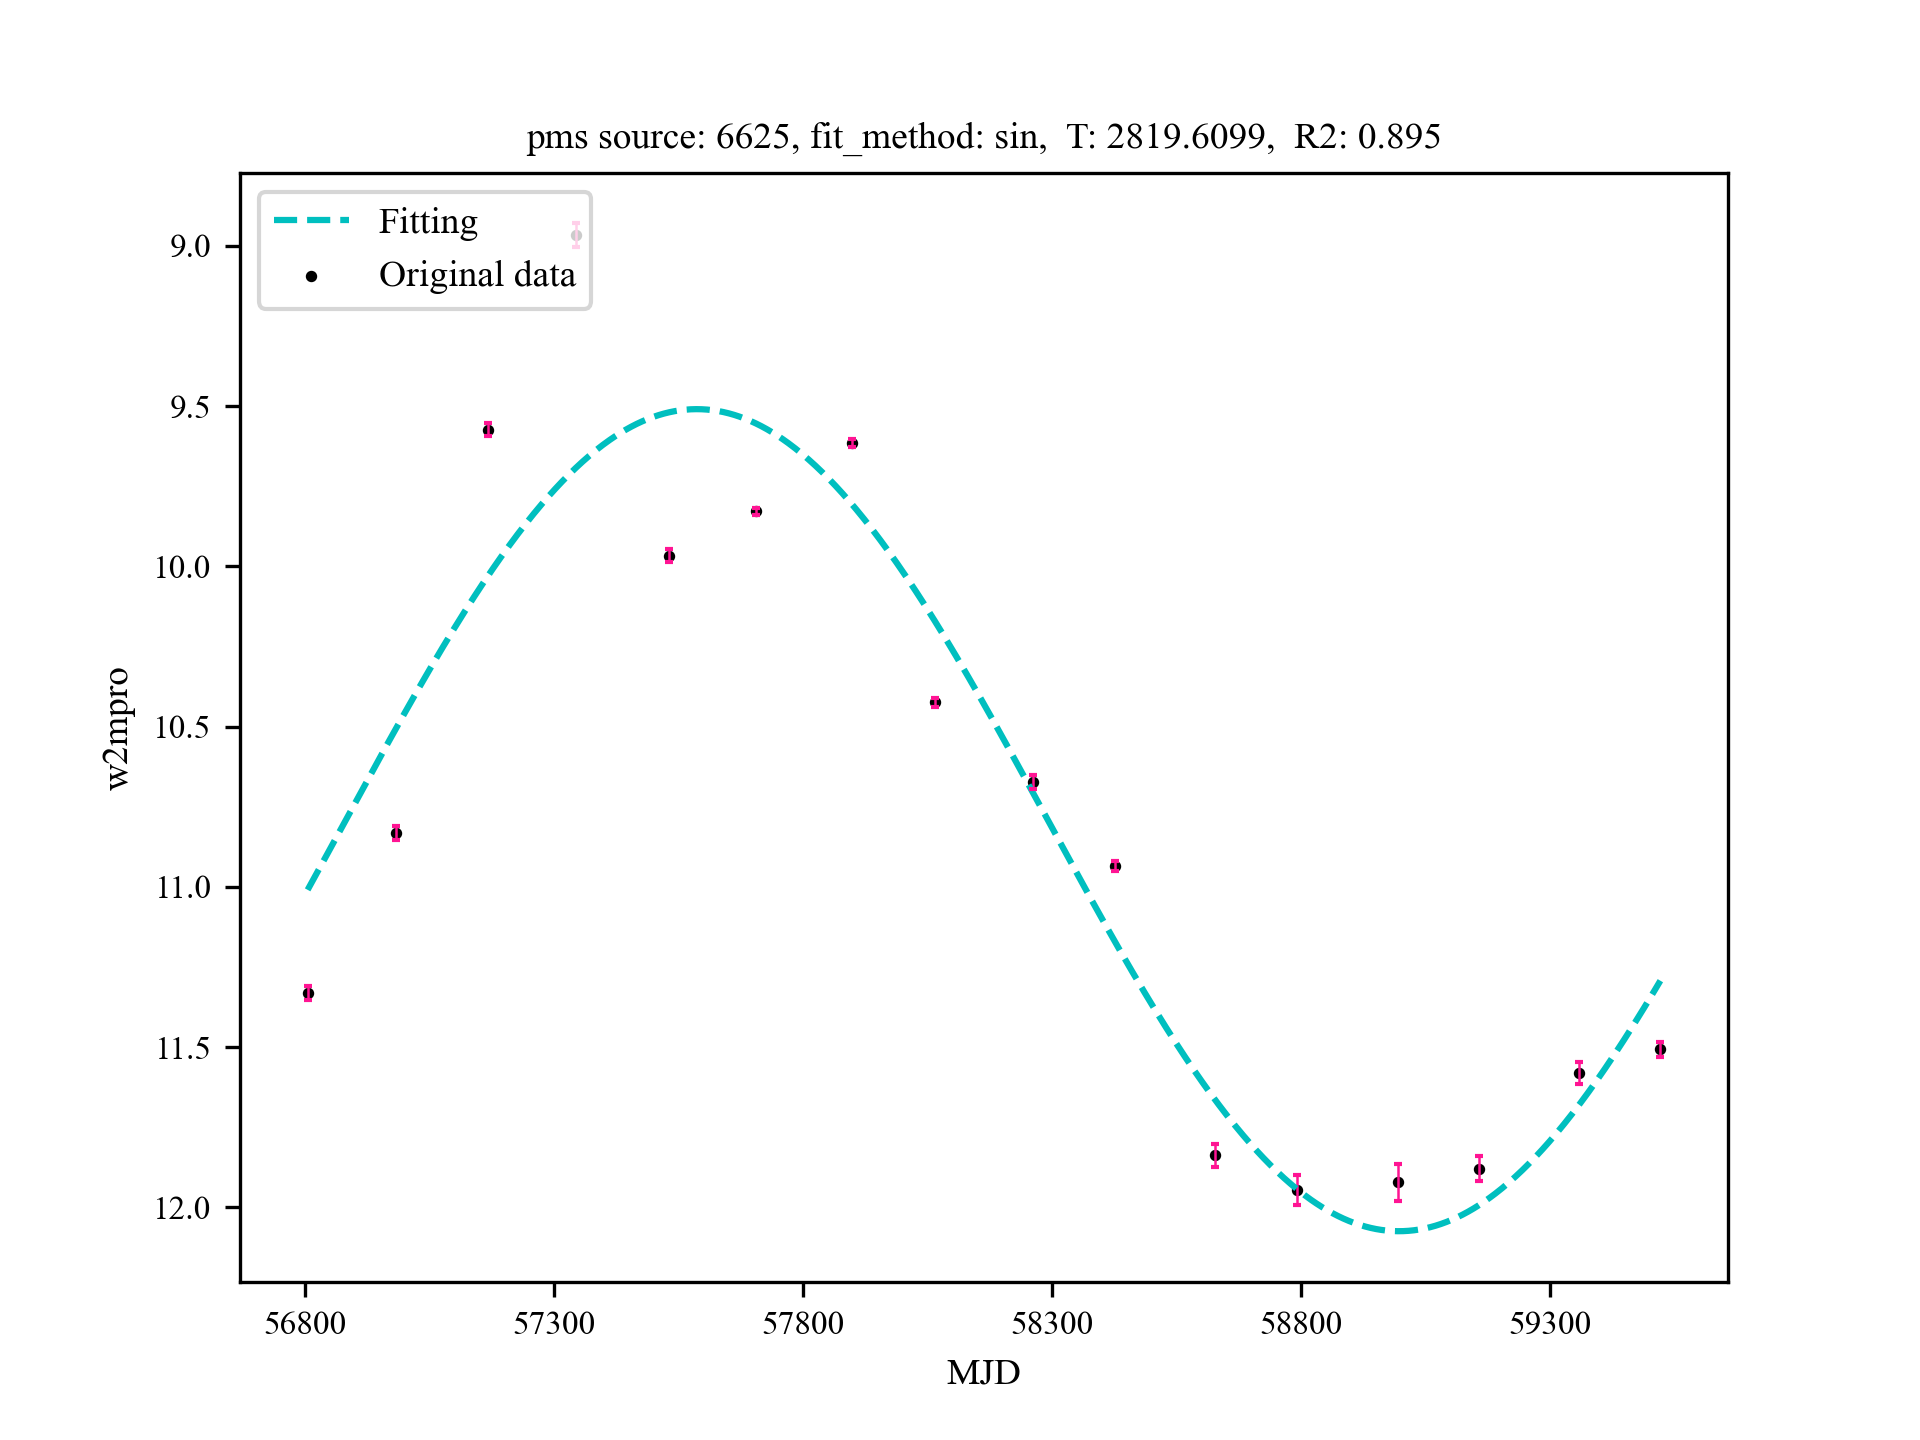 pms source: 6625, fit_method: sin,  T: 2819.6099,  R2: 0.895
Fitting
Original data
9.0
9.5
10.0
10.5
11.0
11.5
12.0
w2mpro
56800 57300 57800 58300 58800 59300
MJD